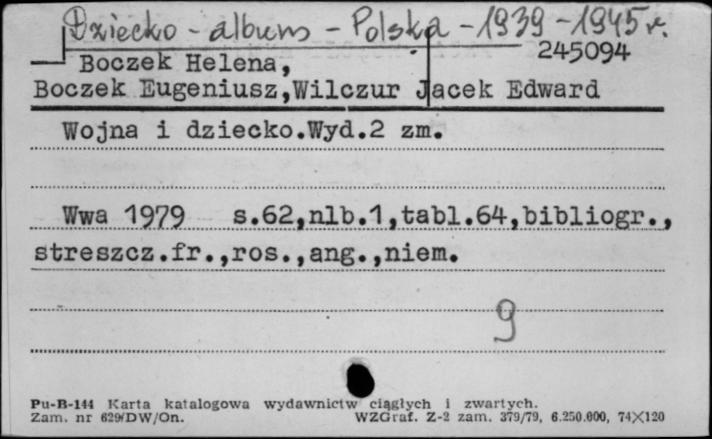 Dziecko - album - Polska - 1939 - 1945 r.
245094
Boczek Helena,
Boczek Eugeniusz,Wilczur Jacek Edward
Wojna i dziecko.Wyd.2 zm.
Wwa 1979 s.62,nlb.1,tabl.64,bibliogr.,
streszcz.fr.,ros.,ang.,niem.
9
Pu-B-144 Karta katalogowa wydawnictw ciągłych i zwartych.
Zam. nr 629/DW/On. WZGraf. Z-2 zam. 379/79, 6.250.000, 74X120